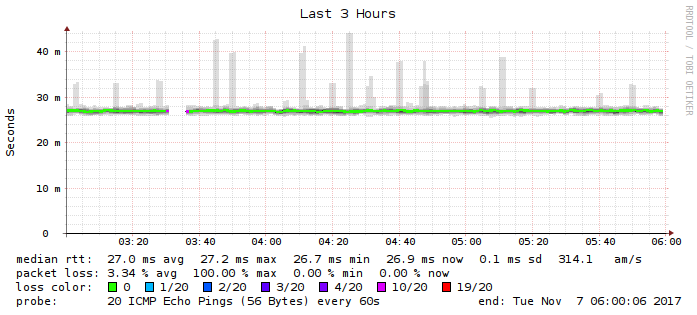 Last 3 Hours
RRDTOOL / TOBI OETIKER
Seconds
40 m
30 m
20 m
10 m
0
03:20 03:40 04:00 04:20 04:40 05:00 05:20 05:40 06:00
median rtt: 27.0 ms avg 27.2 ms max 26.7 ms min 26.9 ms now 0.1 ms sd 314.1 am/s
packet loss: 3.34 % avg 100.00 % max 0.00 % min 0.00 % now
loss color: 0 1/20 2/20 3/20 4/20 10/20 19/20
probe: 20 ICMP Echo Pings (56 Bytes) every 60s end: Tue Nov 7 06:00:06 2017